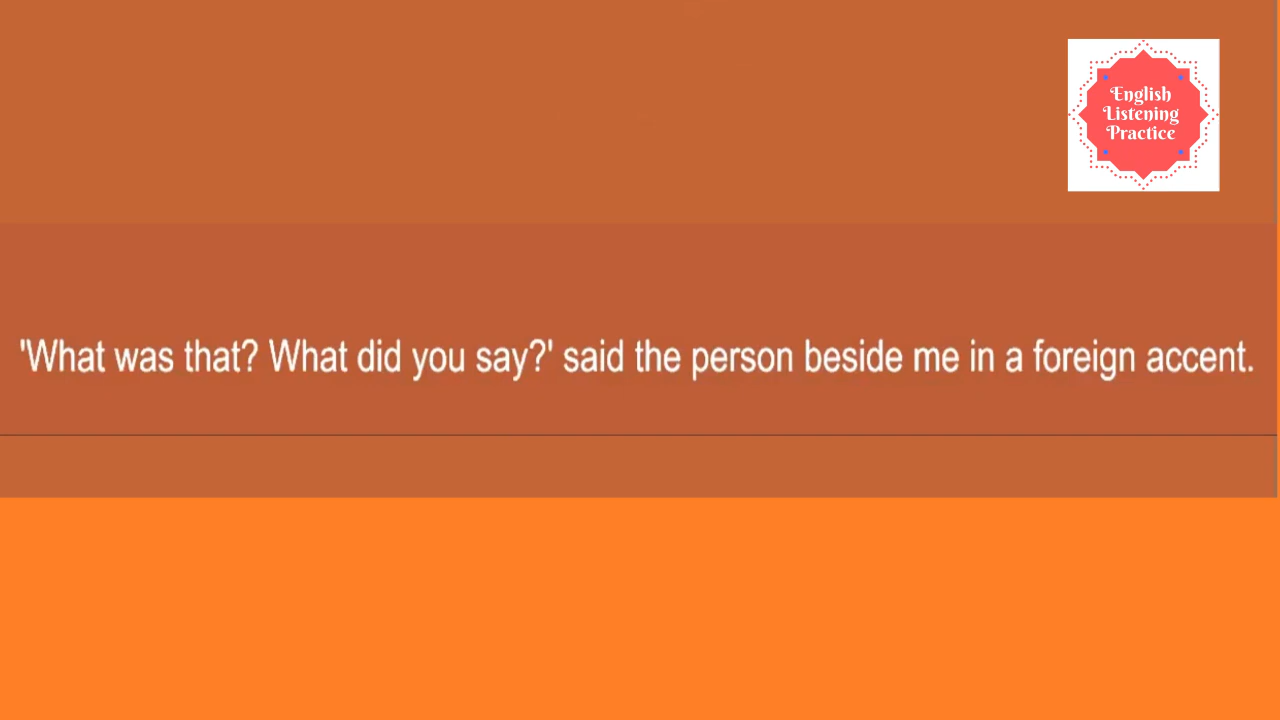 English
Listening
Practice
'What was that? What did you say?' said the person beside me in a foreign accent.